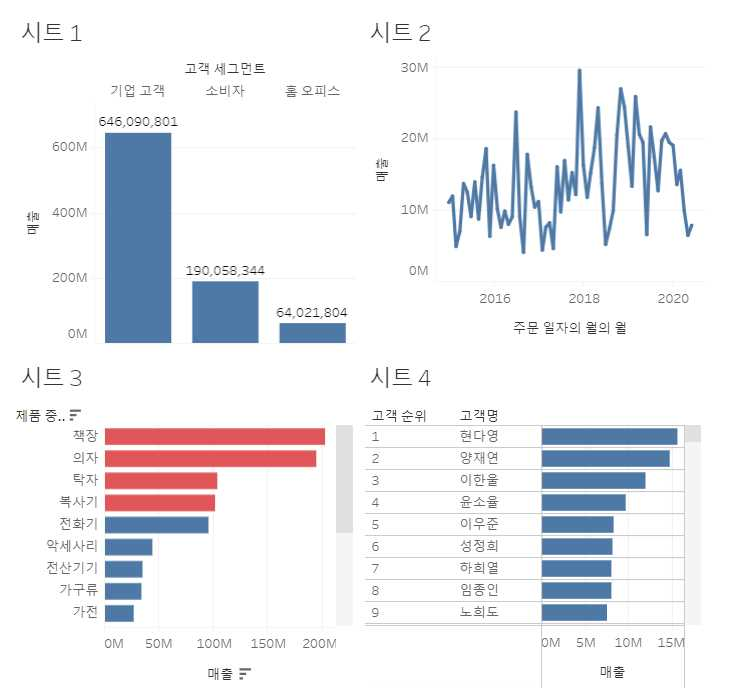 시트 1
고객 세그먼트
기업 고객 소비자 홈 오피스
646,090,801
190,058,344
64,021,804
600M
400M
200M
0M
매출
시트 2
30M
20M
10M
0M
매출
2016 2018 2020
주문 일자의 월의 월
시트 3
제품 중..
책장
의자
탁자
복사기
전화기
악세사리
전산기기
가구류
가전
0M 50M 100M 150M 200M
매출
시트 4
고객 순위 고객명
1 현다영
2 양재연
3 이한울
4 윤소율
5 이우준
6 성정희
7 하희열
8 임종인
9 노희도
0M 5M 10M 15M
매출